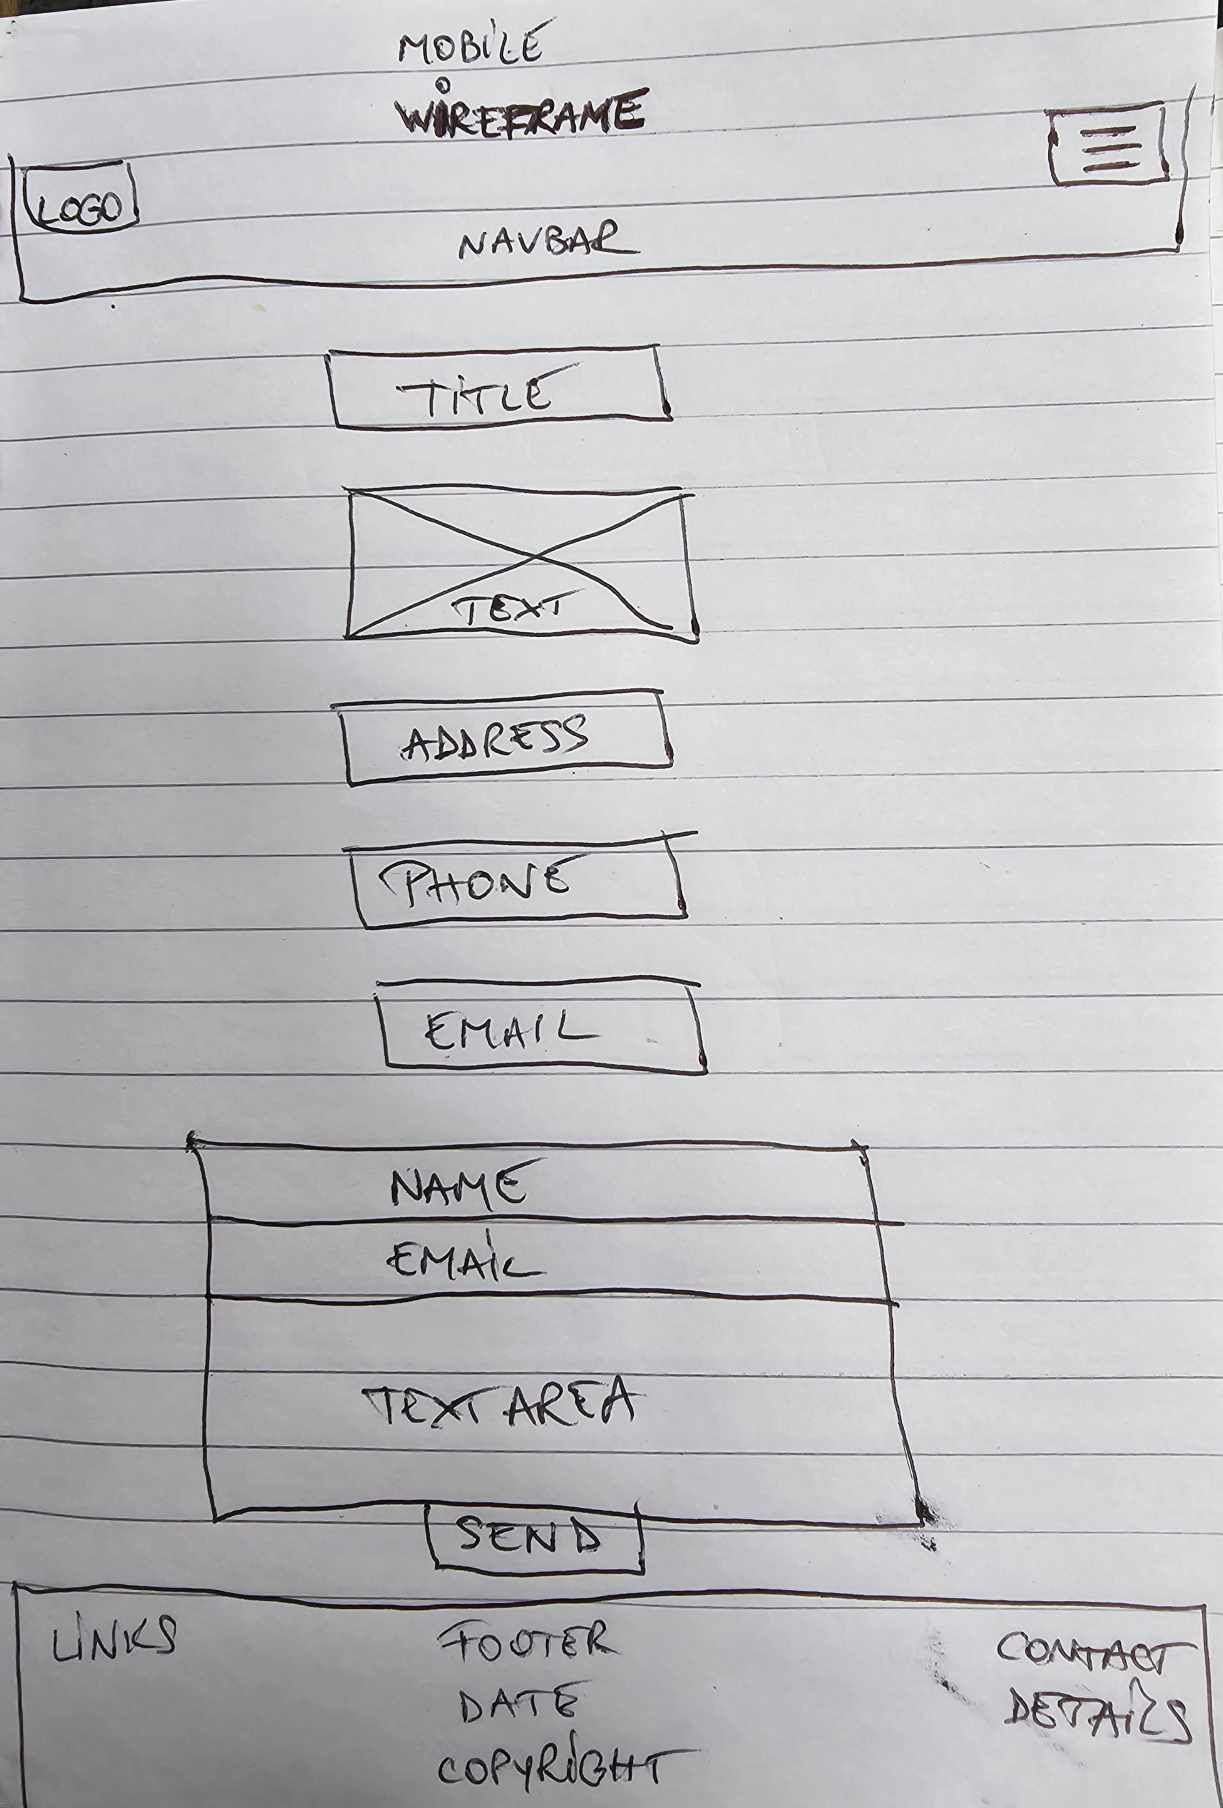 MOBILE
WIREFRAME
LOGO
NAVBAR
TITLE
TEXT
ADDRESS
PHONE
EMAIL
NAME
EMAIL
TEXT AREA
SEND
LINKS FOOTER CONTACT
DATE DETAILS
COPYRIGHT